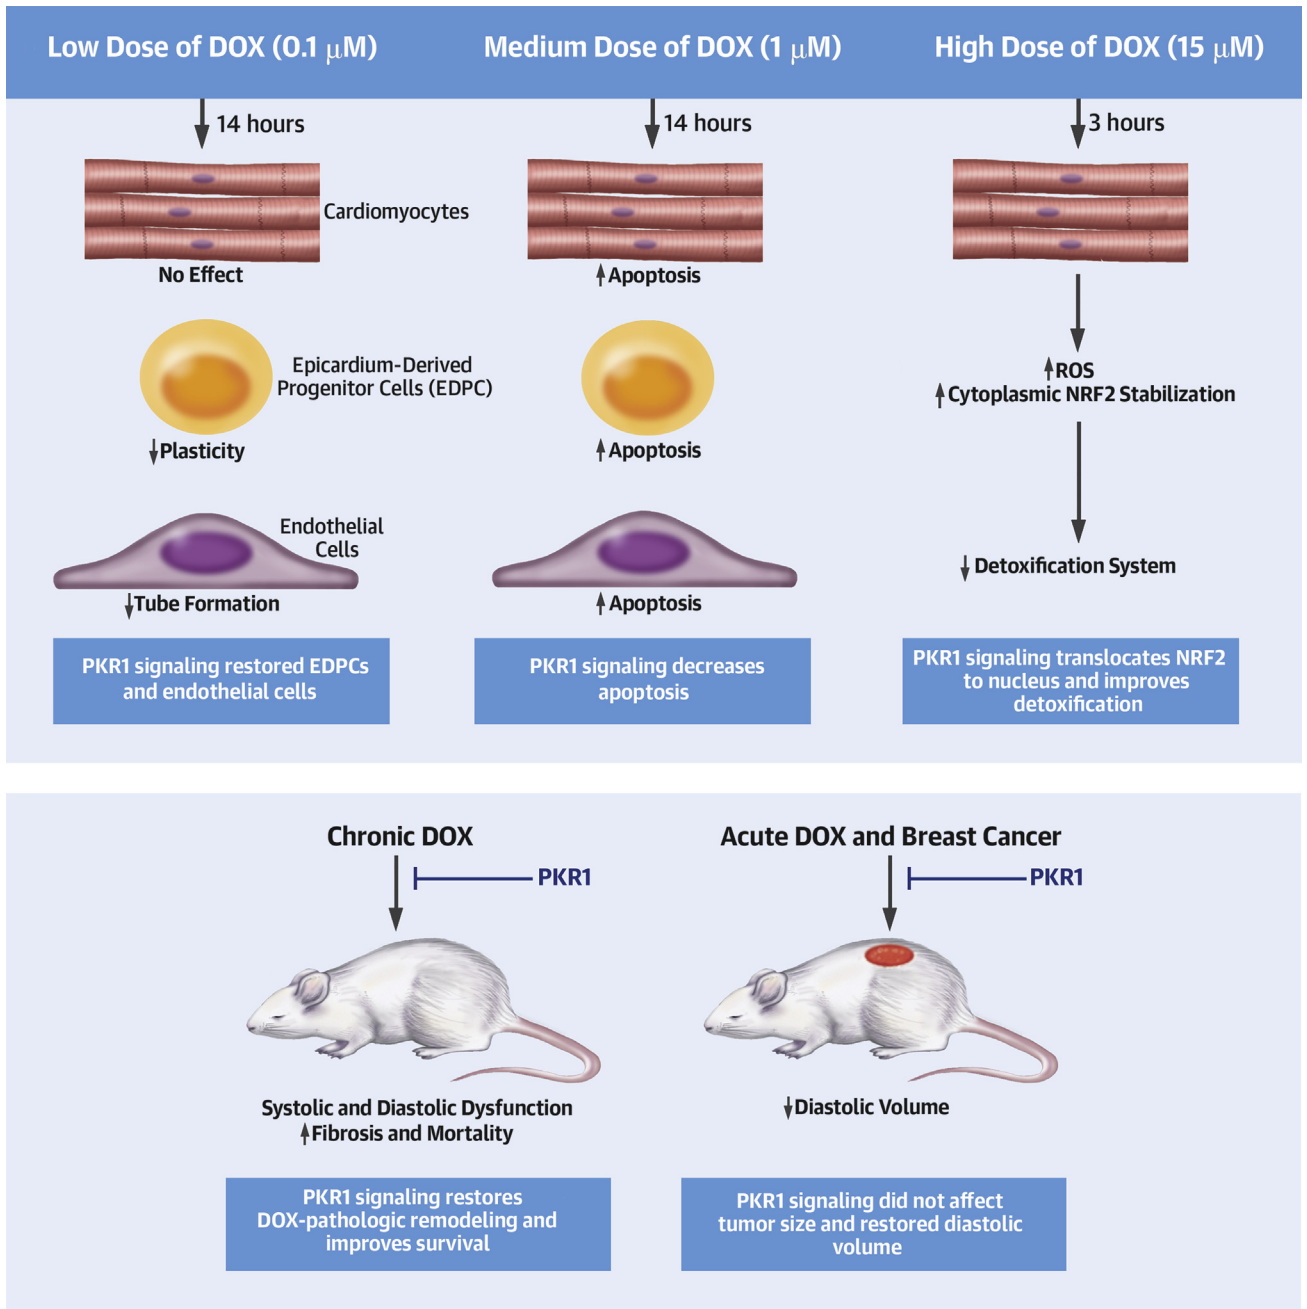 Low Dose of DOX (0.1 μM)
Medium Dose of DOX (1 μM)
High Dose of DOX (15 μM)
14 hours
14 hours
3 hours
Cardiomyocytes
No Effect
↑Apoptosis
↑ROS
↑Cytoplasmic NRF2 Stabilization
Epicardium-Derived
Progenitor Cells (EDPC)
↓Plasticity
↑Apoptosis
Endothelial
Cells
↓Tube Formation
↑Apoptosis
↓Detoxification System
PKR1 signaling restored EDPCs
and endothelial cells
PKR1 signaling decreases
apoptosis
PKR1 signaling translocates NRF2
to nucleus and improves
detoxification
Chronic DOX
PKR1
Systolic and Diastolic Dysfunction
↑Fibrosis and Mortality
PKR1 signaling restores
DOX-pathologic remodeling and
improves survival
Acute DOX and Breast Cancer
PKR1
↓Diastolic Volume
PKR1 signaling did not affect
tumor size and restored diastolic
volume